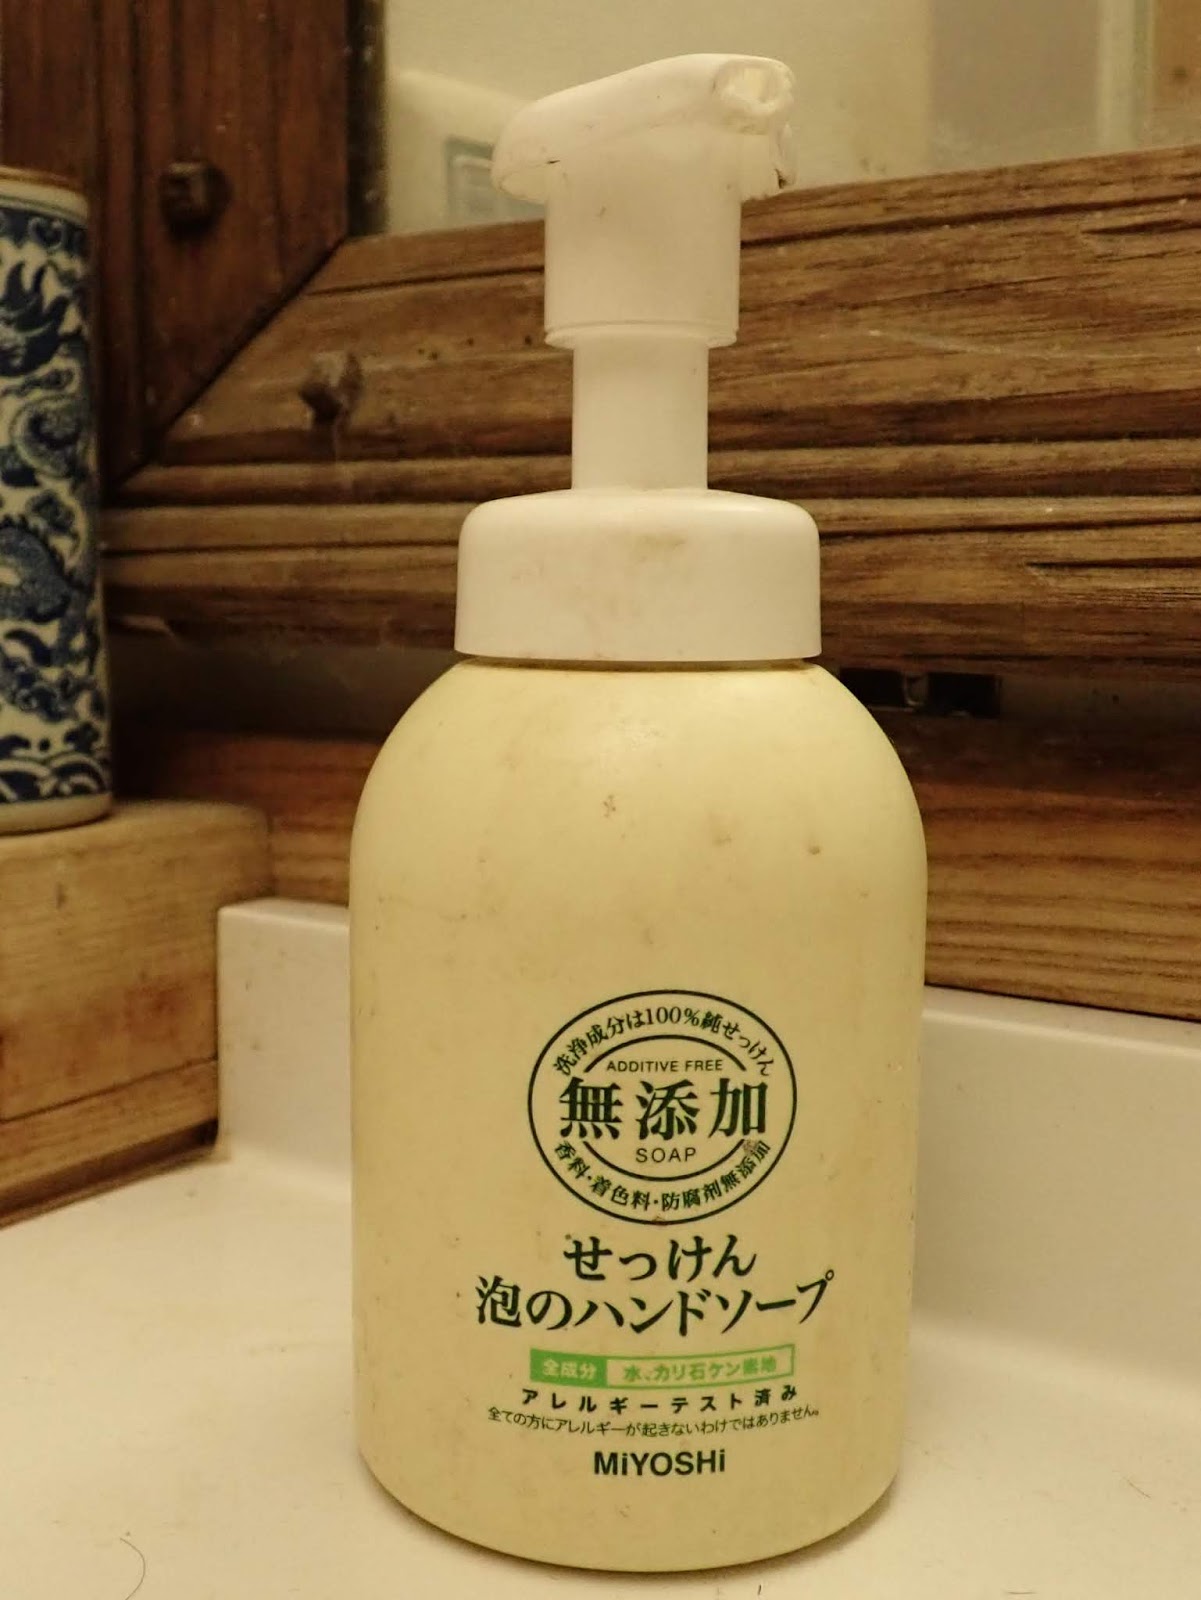 洗浄成分は100%純せっけん
ADDITIVE FREE
無添加
SOAP
香料・着色料・防腐剤無添加
せっけん
泡のハンドソープ
全成分 水、カリ石ケン素地
アレルギーテスト済み
全ての方にアレルギーが起きないわけではありません。
MiYOSHi